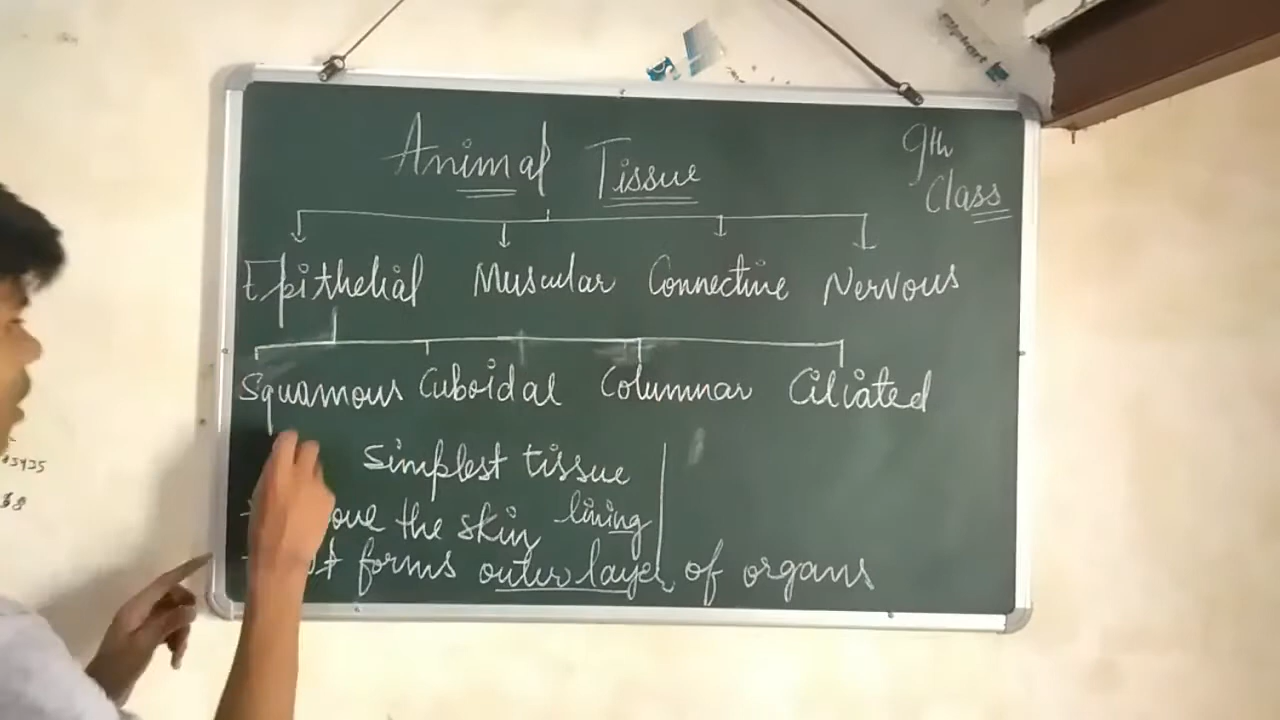 Animal Tissue
9th
Class
Epithelial Muscular Connective Nervous
Squamous Cuboidal Columnar Ciliated
Simplest tissue
the skin lining
forms outer layer of organs